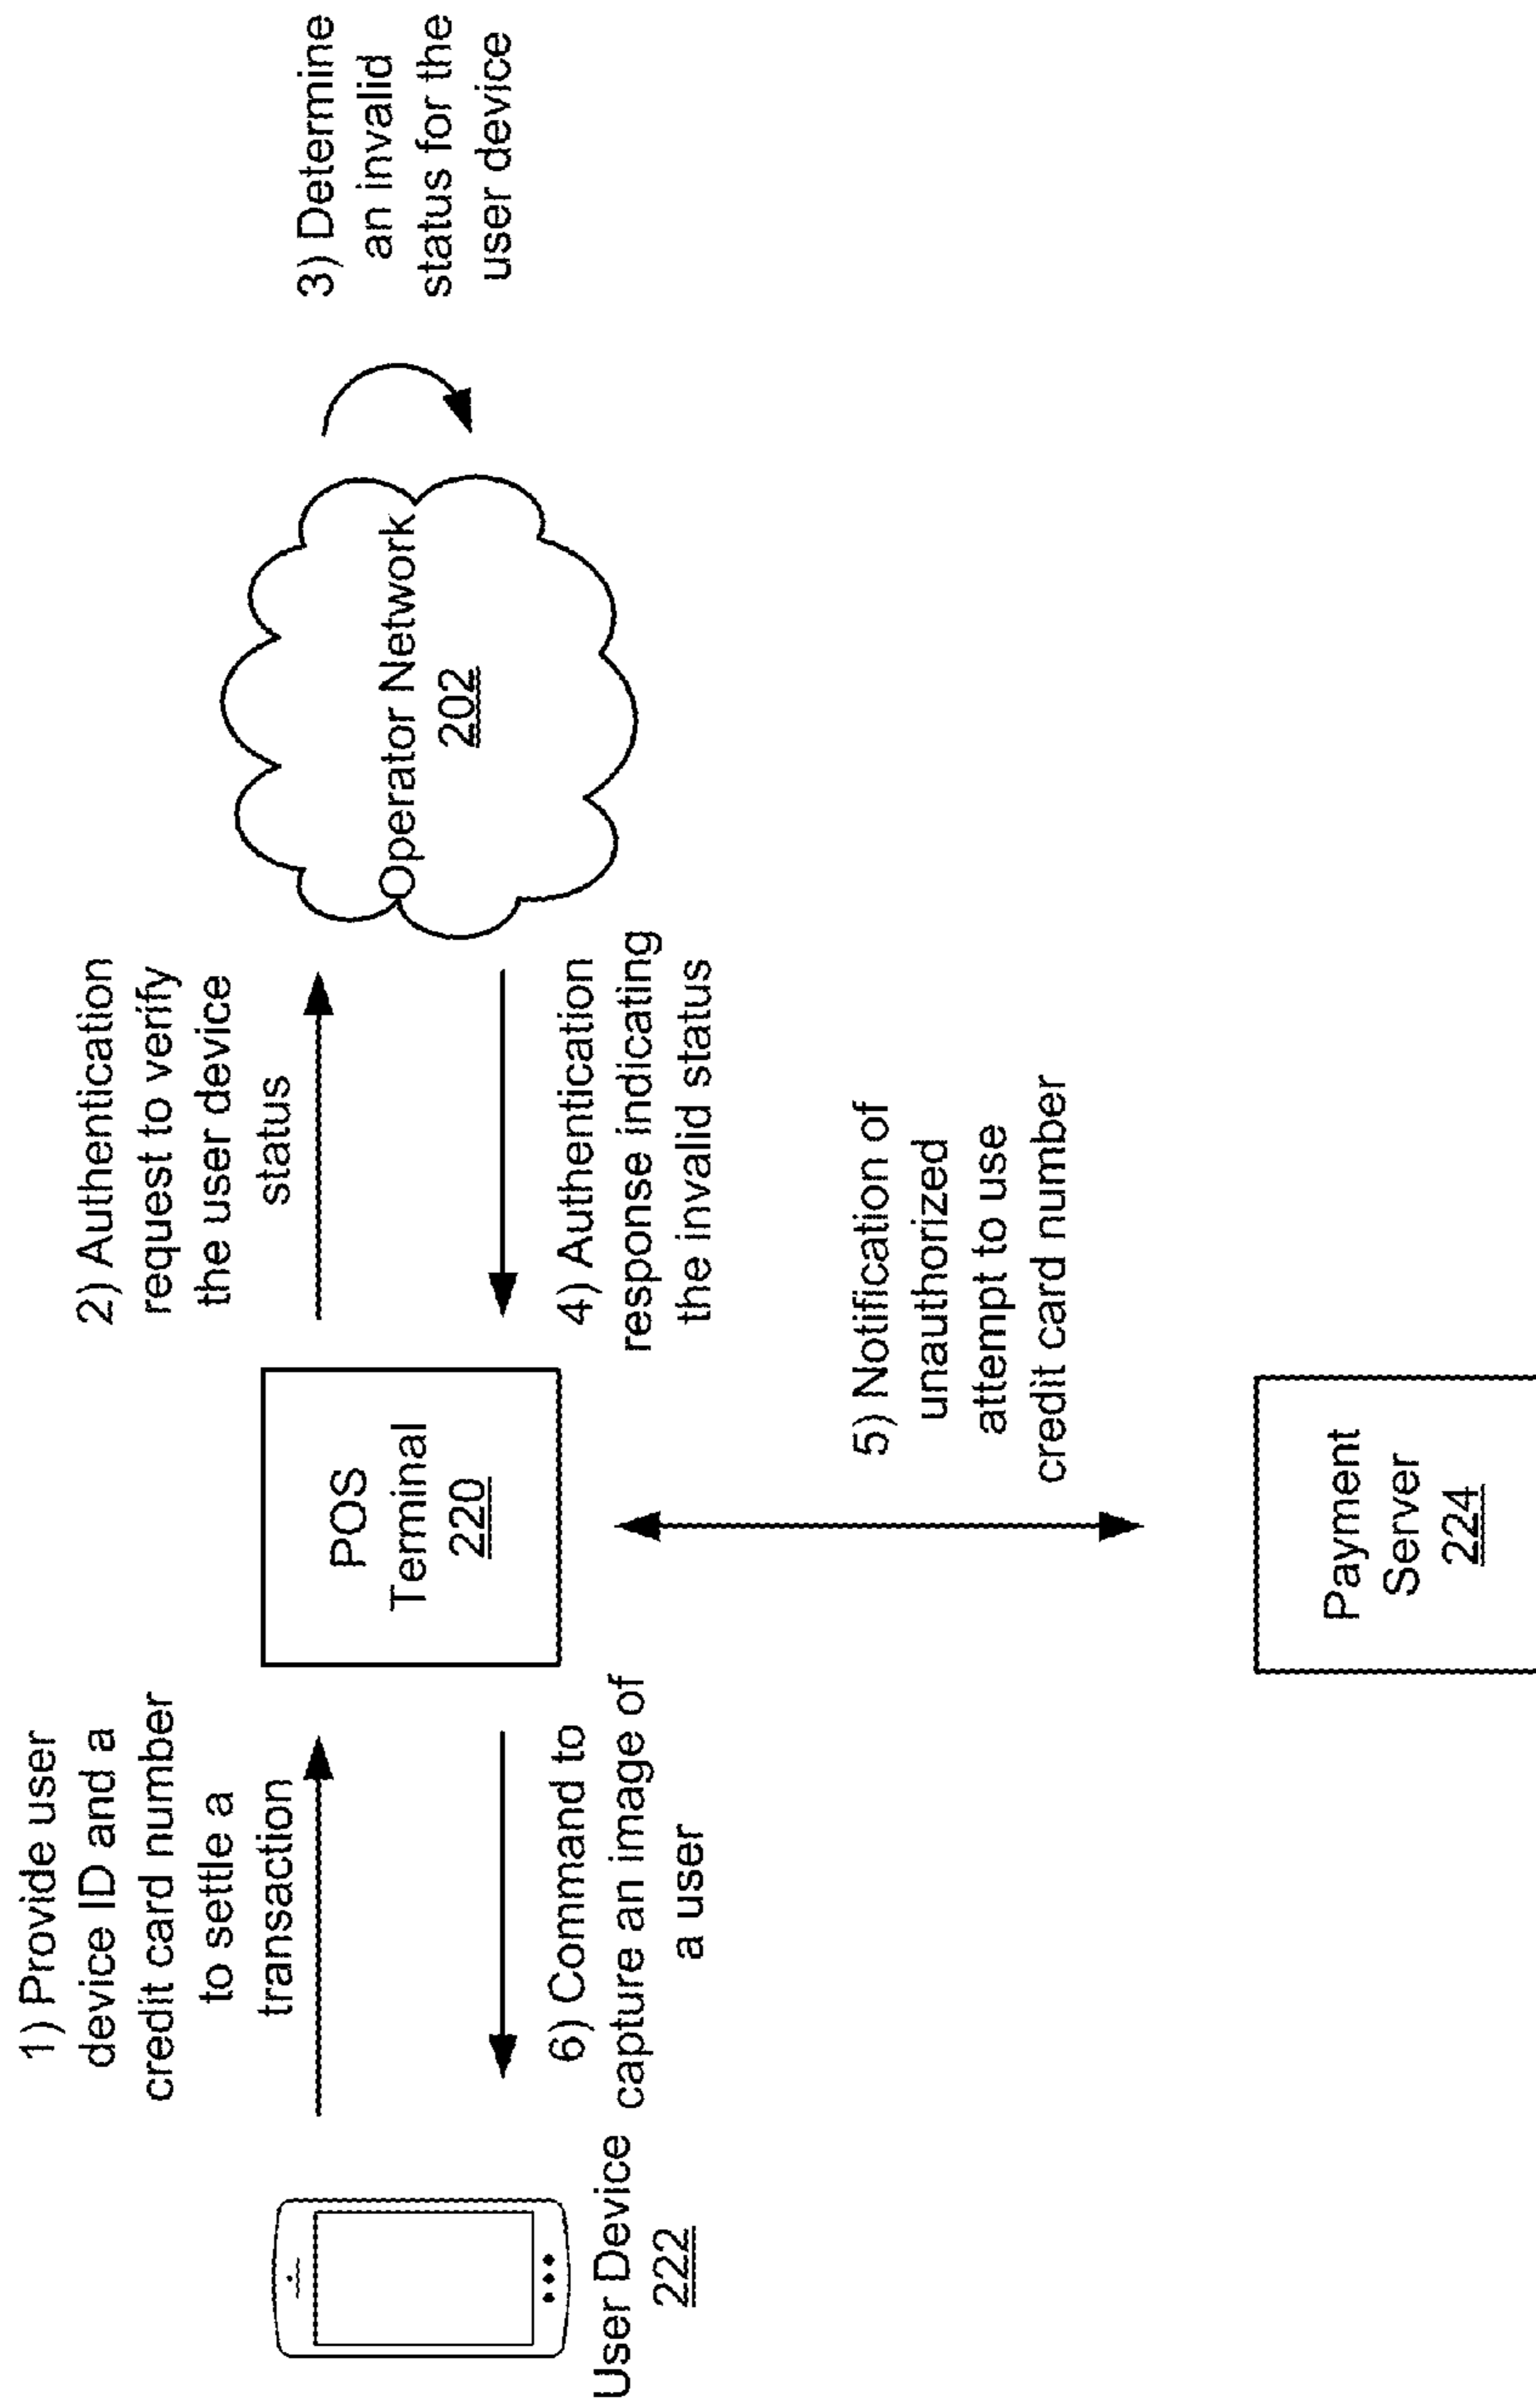 1) Provide user
device ID and a
credit card number
to settle a
transaction
2) Authentication
request to verify
the user device
status
3) Determine
an invalid
status for the
user device
POS
Terminal
220
Operator Network
202
User Device
222
6) Command to
capture an image of
a user
4) Authentication
response indicating
the invalid status
5) Notification of
unauthorized
attempt to use
credit card number
Payment
Server
224